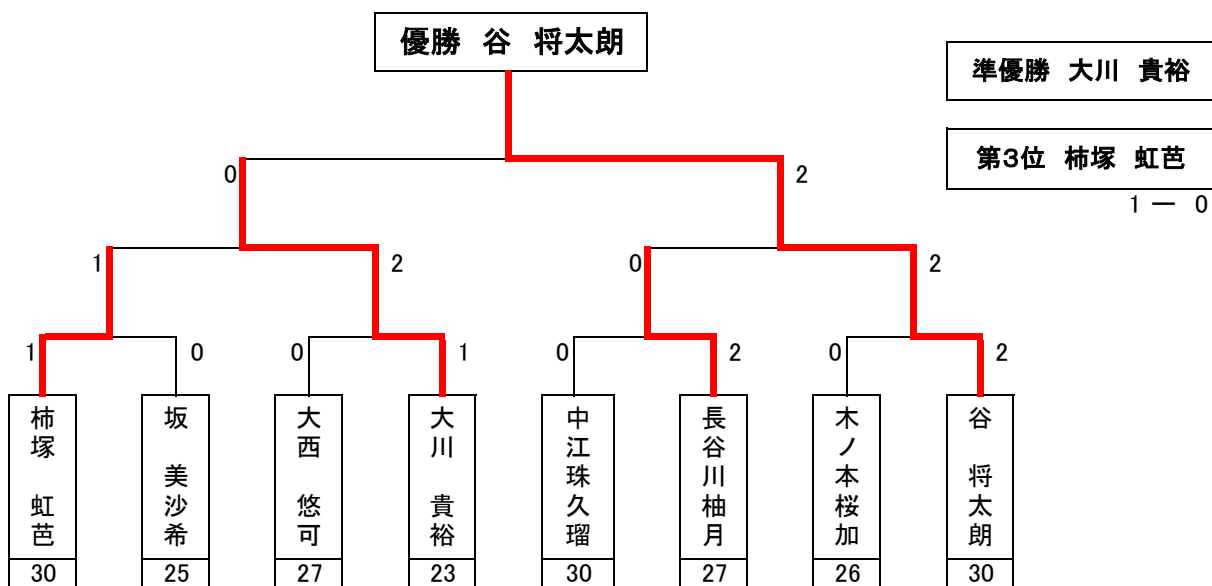 優勝 谷 将太朗
準優勝 大川 貴裕
第3位 柿塚 虹芭
1 ー 0
0
2
1
2
0
2
1
0
0
1
0
2
0
2
柿塚 虹芭
坂 美沙希
大西 悠可
大川 貴裕
中江珠久瑠
長谷川柚月
木ノ本桜加
谷 将太朗
30
25
27
23
30
27
26
30